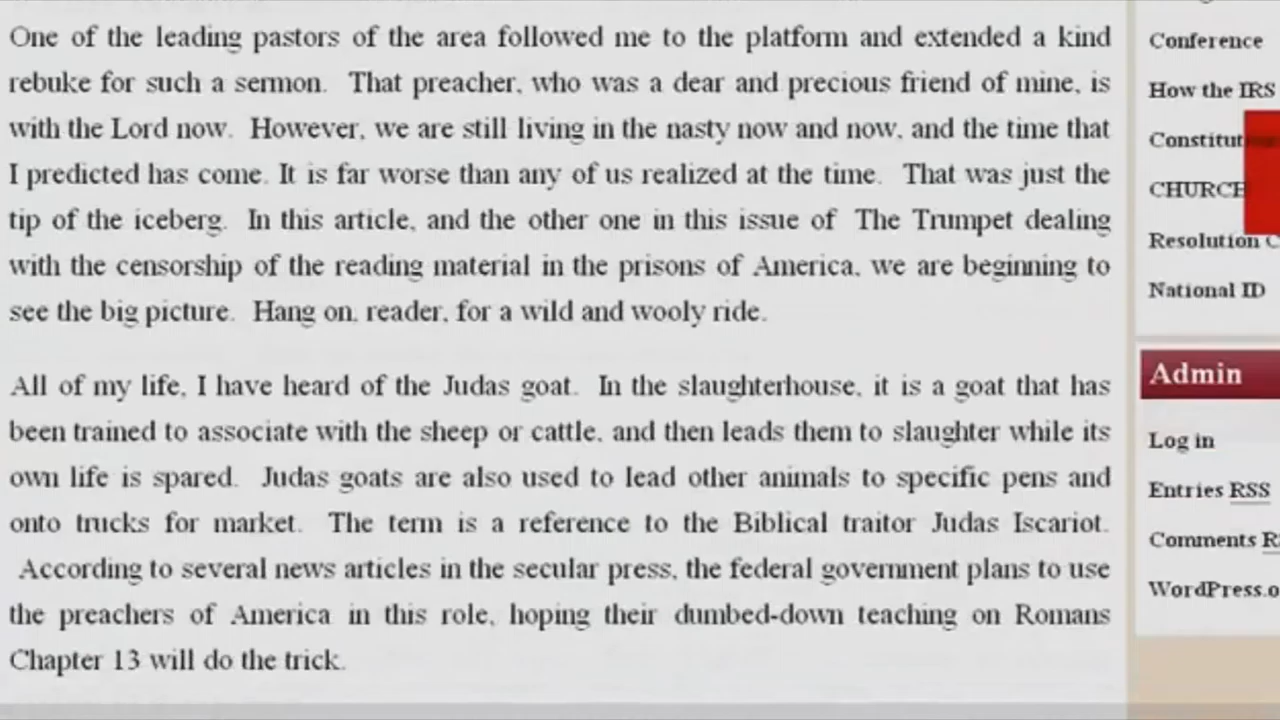 One of the leading pastors of the area followed me to the platform and extended a kind
rebuke for such a sermon. That preacher, who was a dear and precious friend of mine, is
with the Lord now. However, we are still living in the nasty now and now, and the time that
I predicted has come. It is far worse than any of us realized at the time. That was just the
tip of the iceberg. In this article, and the other one in this issue of The Trumpet dealing
with the censorship of the reading material in the prisons of America, we are beginning to
see the big picture. Hang on, reader, for a wild and wooly ride.
All of my life, I have heard of the Judas goat. In the slaughterhouse, it is a goat that has
been trained to associate with the sheep or cattle, and then leads them to slaughter while its
own life is spared. Judas goats are also used to lead other animals to specific pens and
onto trucks for market. The term is a reference to the Biblical traitor Judas Iscariot.
According to several news articles in the secular press, the federal government plans to use
the preachers of America in this role, hoping their dumbed-down teaching on Romans
Chapter 13 will do the trick.
Conference
How the IRS
Constitut
CHURCH
Resolution
National ID
Admin
Log in
Entries RSS
Comments R
WordPress.o